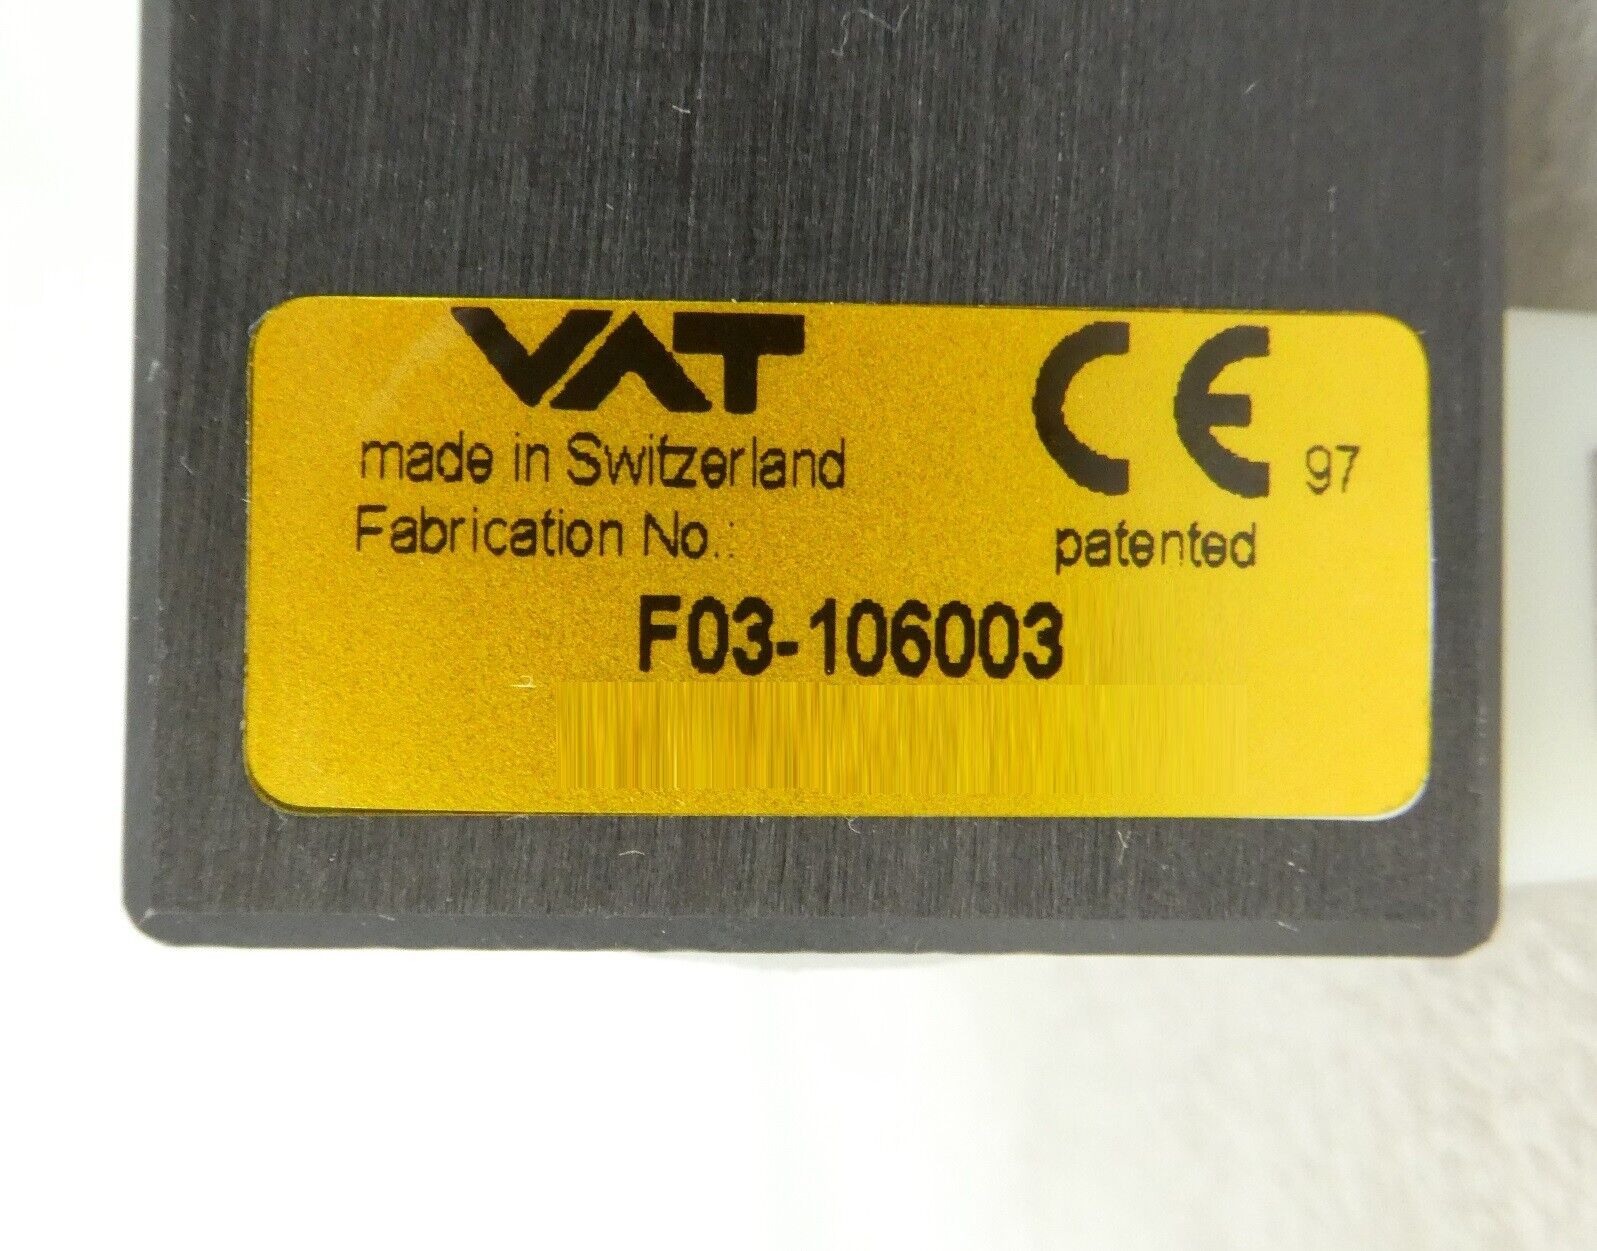 VAT
made in Switzerland
Fabrication No.:
CE 97
patented
F03-106003